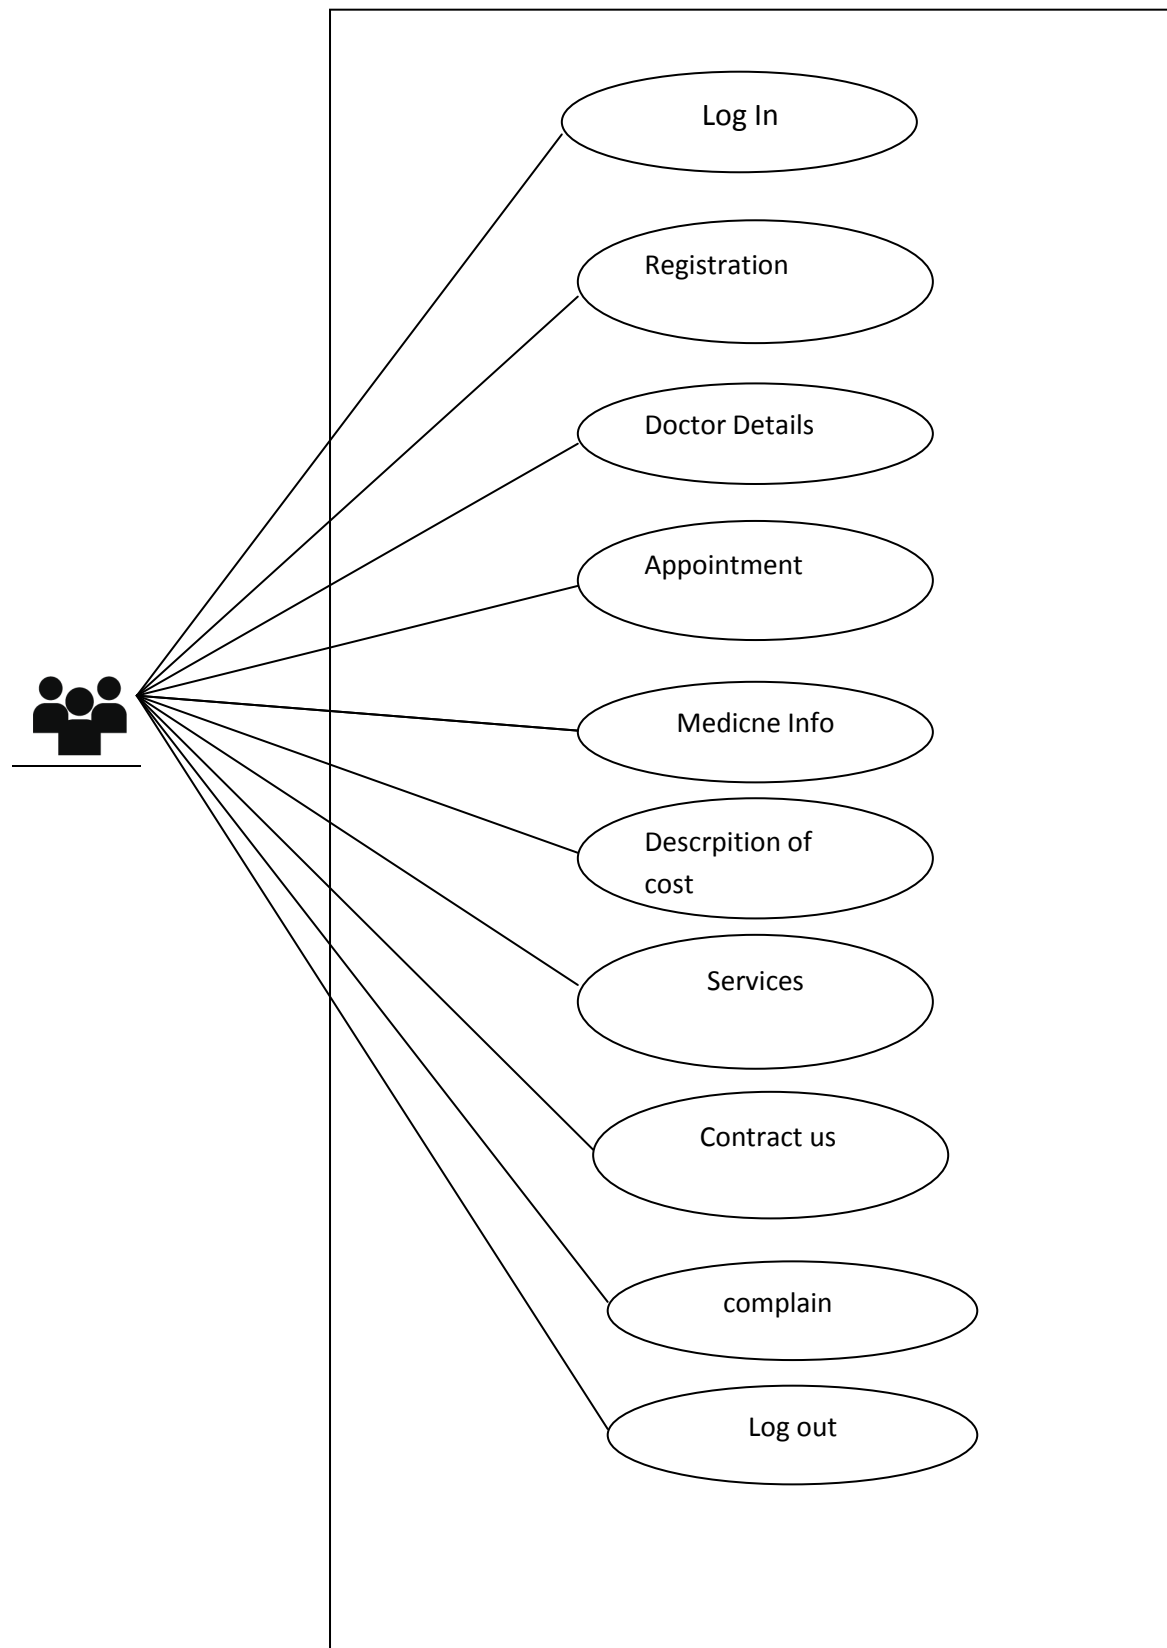 Log In
Registration
Doctor Details
Appointment
Medicne Info
Descrpition of
cost
Services
Contract us
complain
Log out